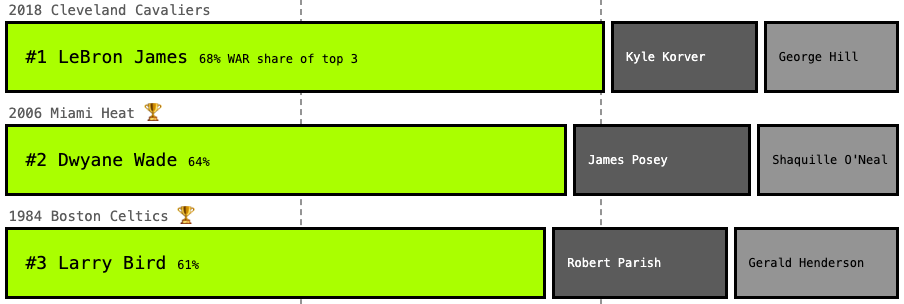 2018 Cleveland Cavaliers
#1 LeBron James 68% WAR share of top 3 Kyle Korver George Hill
2006 Miami Heat 🏆
#2 Dwyane Wade 64% James Posey Shaquille O'Neal
1984 Boston Celtics 🏆
#3 Larry Bird 61% Robert Parish Gerald Henderson